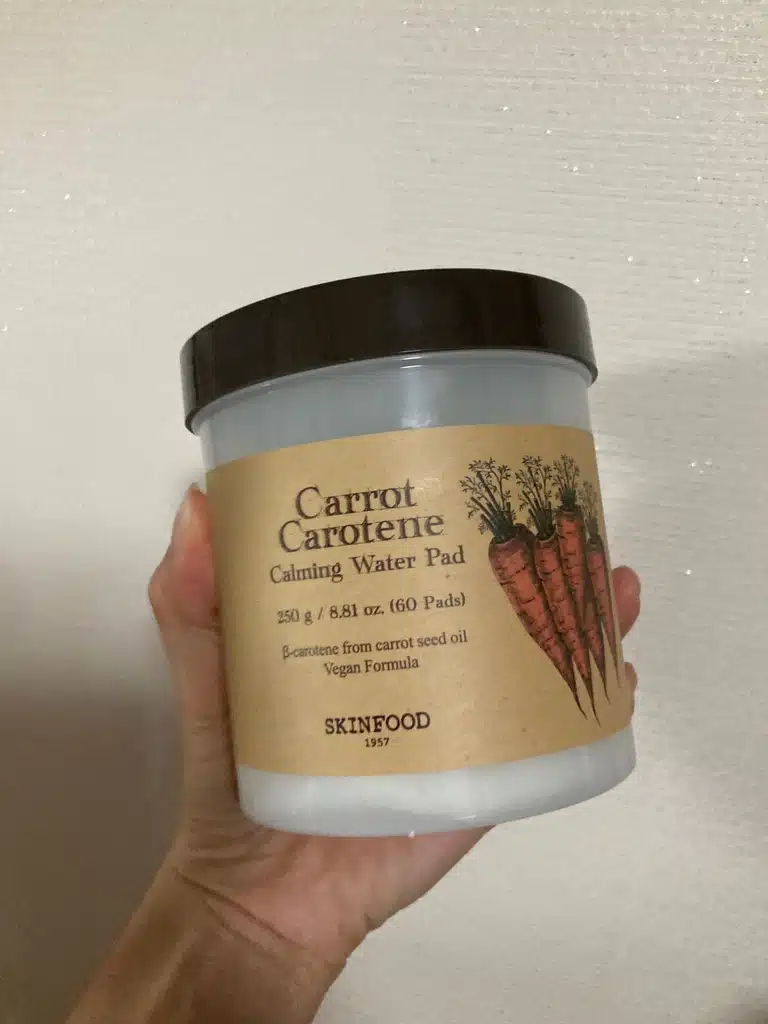 Carrot
Carotene
Calming Water Pad
250 g / 8.81 oz. (60 Pads)
β-carotene from carrot seed oil
Vegan Formula
SKINFOOD
1957